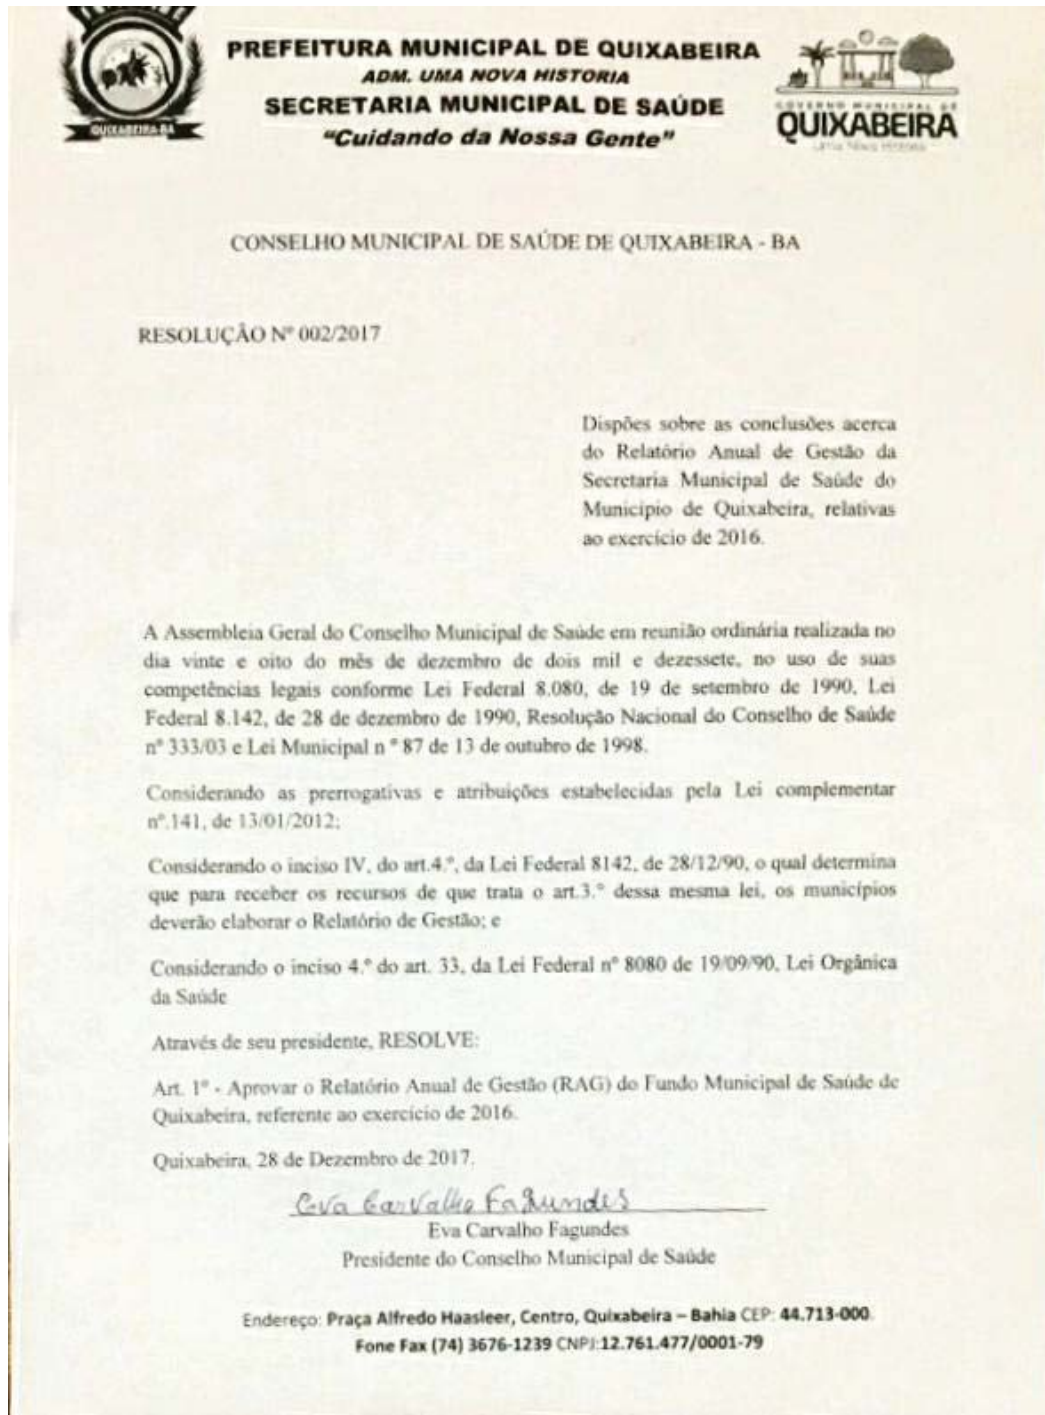 PREFEITURA MUNICIPAL DE QUIXABEIRA
ADM. UMA NOVA HISTORIA
SECRETARIA MUNICIPAL DE SAÚDE
"Cuidando da Nossa Gente"
QUIXABEIRA-BA
GOVERNO MUNICIPAL DE
QUIXABEIRA
Uma Nova História
CONSELHO MUNICIPAL DE SAÚDE DE QUIXABEIRA - BA
RESOLUÇÃO Nº 002/2017
Dispões sobre as conclusões acerca
do Relatório Anual de Gestão da
Secretaria Municipal de Saúde do
Municipio de Quixabeira, relativas
ao exercício de 2016.
A Assembleia Geral do Conselho Municipal de Saúde em reunião ordinária realizada no
dia vinte e oito do mês de dezembro de dois mil e dezessete, no uso de suas
competências legais conforme Lei Federal 8.080, de 19 de setembro de 1990, Lei
Federal 8.142, de 28 de dezembro de 1990, Resolução Nacional do Conselho de Saúde
nº 333/03 e Lei Municipal n º 87 de 13 de outubro de 1998.
Considerando as prerrogativas e atribuições estabelecidas pela Lei complementar
nº.141, de 13/01/2012;
Considerando o inciso IV, do art.4.º, da Lei Federal 8142, de 28/12/90, o qual determina
que para receber os recursos de que trata o art.3.º dessa mesma lei, os municípios
deverão elaborar o Relatório de Gestão; e
Considerando o inciso 4.º do art. 33, da Lei Federal nº 8080 de 19/09/90, Lei Orgânica
da Saúde
Através de seu presidente, RESOLVE:
Art. 1º - Aprovar o Relatório Anual de Gestão (RAG) do Fundo Municipal de Saúde de
Quixabeira, referente ao exercício de 2016.
Quixabeira, 28 de Dezembro de 2017.
Eva Carvalho Fagundes
Eva Carvalho Fagundes
Presidente do Conselho Municipal de Saúde
Endereço: Praça Alfredo Haasleer, Centro, Quixabeira – Bahia CEP: 44.713-000.
Fone Fax (74) 3676-1239 CNPJ:12.761.477/0001-79